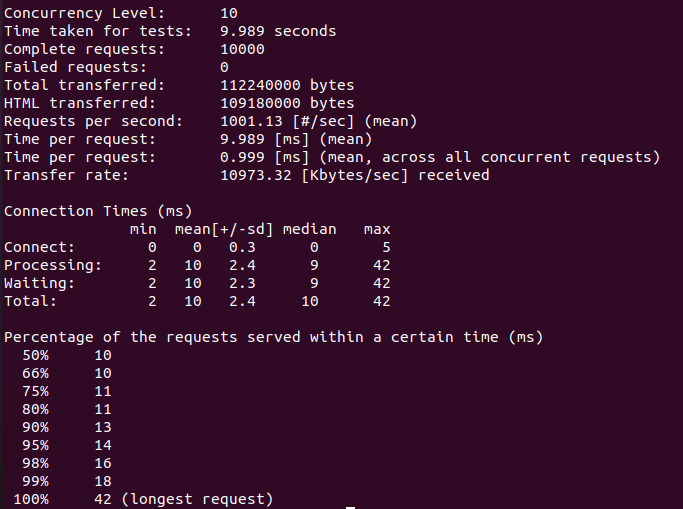 Concurrency Level:      10
Time taken for tests:   9.989 seconds
Complete requests:      10000
Failed requests:        0
Total transferred:      112240000 bytes
HTML transferred:       109180000 bytes
Requests per second:    1001.13 [#/sec] (mean)
Time per request:       9.989 [ms] (mean)
Time per request:       0.999 [ms] (mean, across all concurrent requests)
Transfer rate:          10973.32 [Kbytes/sec] received

Connection Times (ms)
              min  mean[+/-sd] median   max
Connect:        0    0   0.3      0       5
Processing:     2   10   2.4      9      42
Waiting:        2   10   2.3      9      42
Total:          2   10   2.4     10      42

Percentage of the requests served within a certain time (ms)
  50%     10
  66%     10
  75%     11
  80%     11
  90%     13
  95%     14
  98%     16
  99%     18
 100%     42 (longest request)